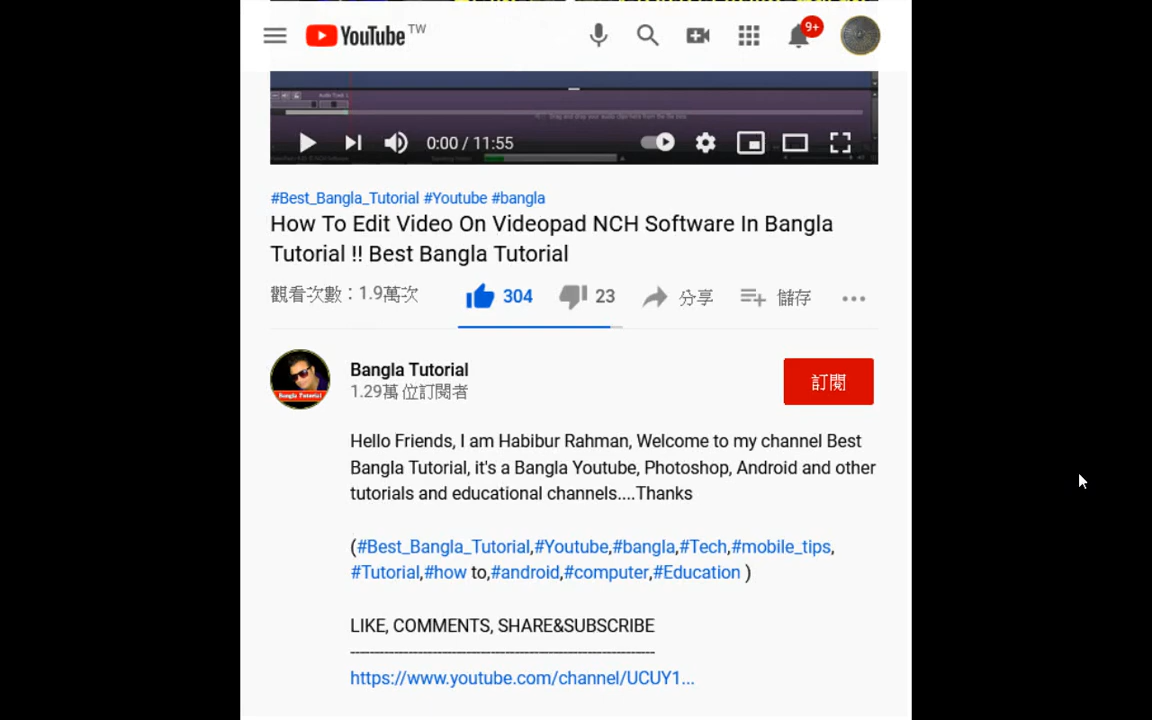 YouTube TW
9+
0:00 / 11:55
#Best_Bangla_Tutorial #Youtube #bangla
How To Edit Video On Videopad NCH Software In Bangla
Tutorial !! Best Bangla Tutorial
觀看次數：1.9萬次 304 23 分享 儲存
Bangla Tutorial
1.29萬 位訂閱者
訂閱
Bangla Tutorial
Hello Friends, I am Habibur Rahman, Welcome to my channel Best
Bangla Tutorial, it's a Bangla Youtube, Photoshop, Android and other
tutorials and educational channels....Thanks
(#Best_Bangla_Tutorial,#Youtube,#bangla,#Tech,#mobile_tips,
#Tutorial,#how to,#android,#computer,#Education )
LIKE, COMMENTS, SHARE&SUBSCRIBE
---------------------------------------------------------------
https://www.youtube.com/channel/UCUY1...